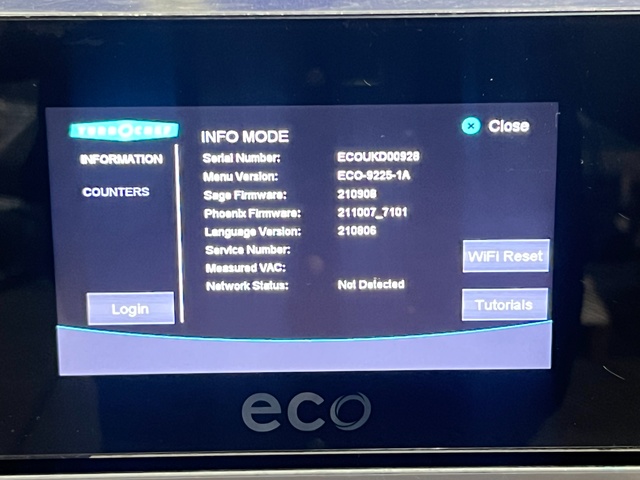 TURBOCHEF
INFO MODE
Close
INFORMATION
COUNTERS
Serial Number: ECOUKD00928
Menu Version: ECO-9225-1A
Sage Firmware: 210908
Phoenix Firmware: 211007_7101
Language Version: 210806
Service Number:
Measured VAC:
Network Status: Not Detected
WiFi Reset
Login
Tutorials
eco